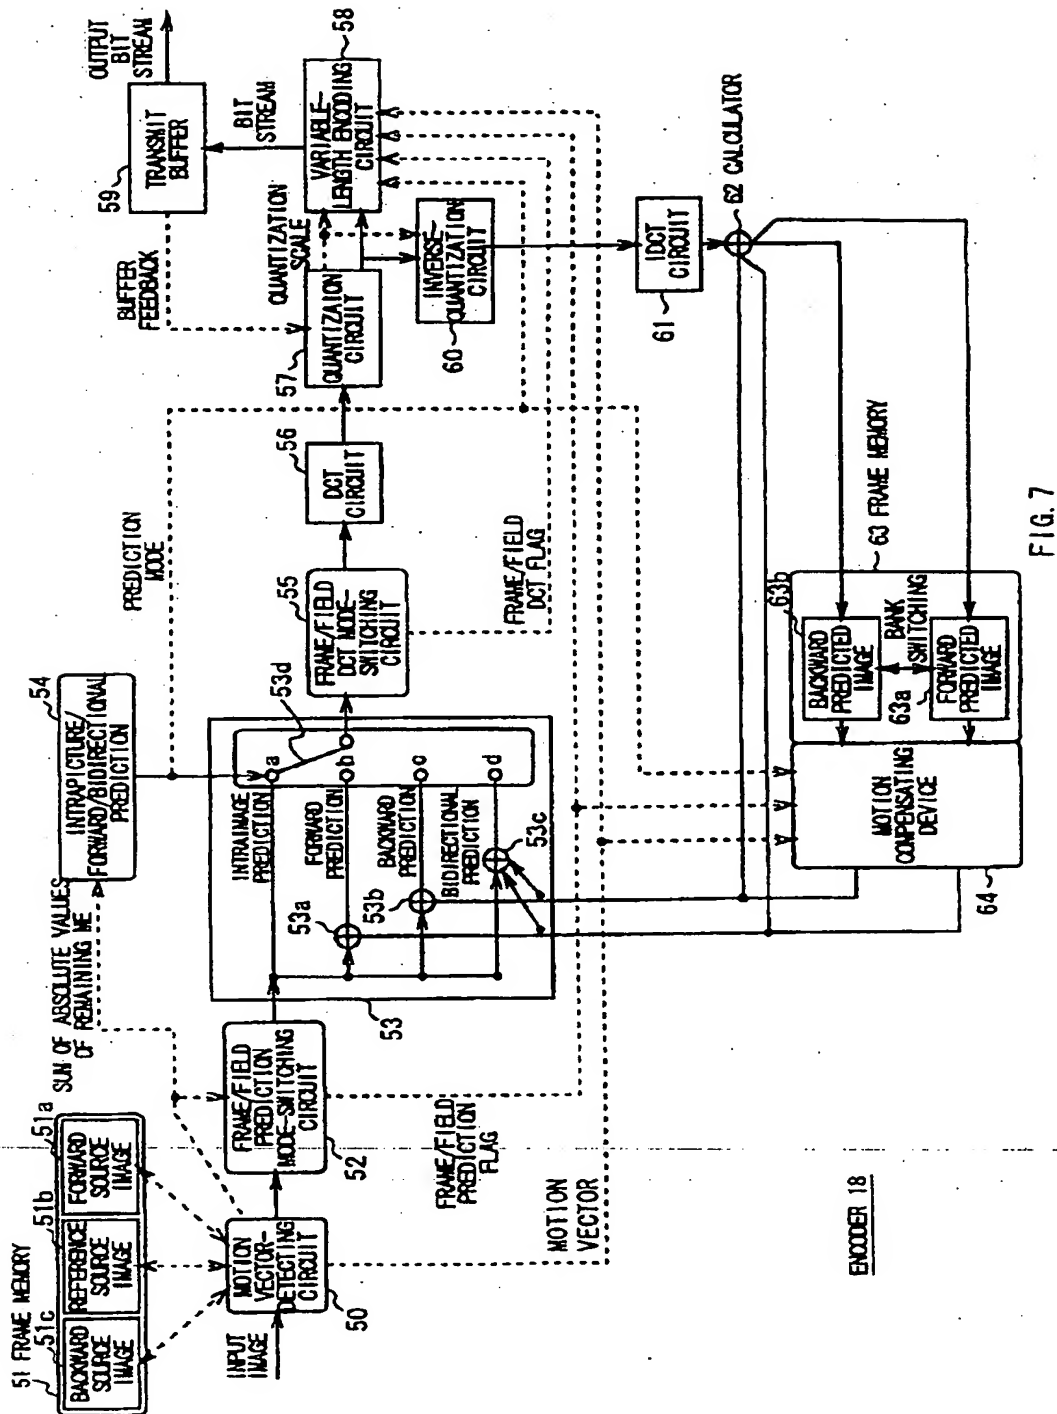 51 FRAME MEMORY
51c
51b
51a
BACKWARD
SOURCE
IMAGE
REFERENCE
SOURCE
IMAGE
FORWARD
SOURCE
IMAGE
SUM OF ABSOLUTE VALUES
OF REMAINING ME
54
INTRAPICTURE/
FORWARD/BIDIRECTIONAL
PREDICTION
PREDICTION
MODE
INPUT
IMAGE
MOTION
VECTOR-
DETECTING
CIRCUIT
50
FRAME/FIELD
PREDICTION
MODE-SWITCHING
CIRCUIT
52
53
INTRAIMAGE
PREDICTION
a
53d
53a
FORWARD
PREDICTION
b
53b
BACKWARD
PREDICTION
c
BIDIRECTIONAL
PREDICTION
d
53c
55
FRAME/FIELD
DCT MODE-
SWITCHING
CIRCUIT
56
DCT
CIRCUIT
57
QUANTIZAION
CIRCUIT
BUFFER
FEEDBACK
QUANTIZATION
SCALE
59
TRANSMIT
BUFFER
OUTPUT
BIT
STREAM
BIT
STREAM
VARIABLE-
LENGTH ENCODING
CIRCUIT
58
INVERSE-
QUANTIZATION
CIRCUIT
60
FRAME/FIELD
DCT FLAG
FRAME/FIELD
PREDICTION
FLAG
MOTION
VECTOR
61
IDCT
CIRCUIT
62 CALCULATOR
64
MOTION
COMPENSATING
DEVICE
63 FRAME MEMORY
63b
BACKWARD
PREDICTED
IMAGE
BANK
SWITCHING
63a
FORWARD
PREDICTED
IMAGE
ENCODER 18
FIG. 7